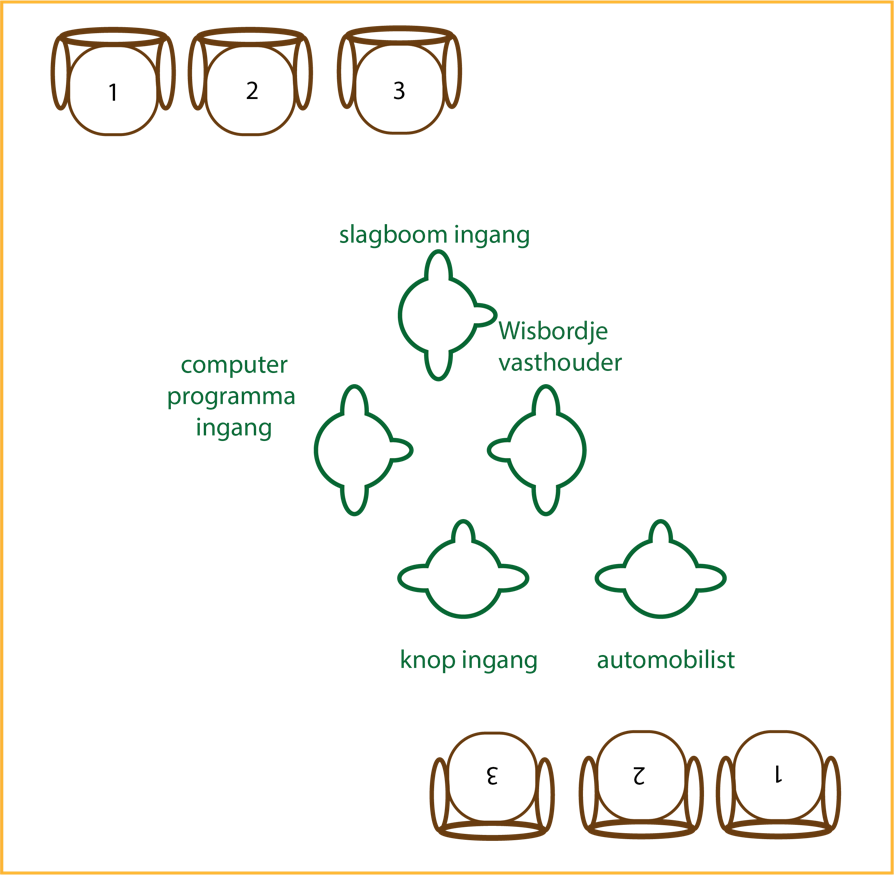 1
2
3
slagboom ingang
Wisbordje
vasthouder
computer
programma
ingang
knop ingang
automobilist
3
2
1